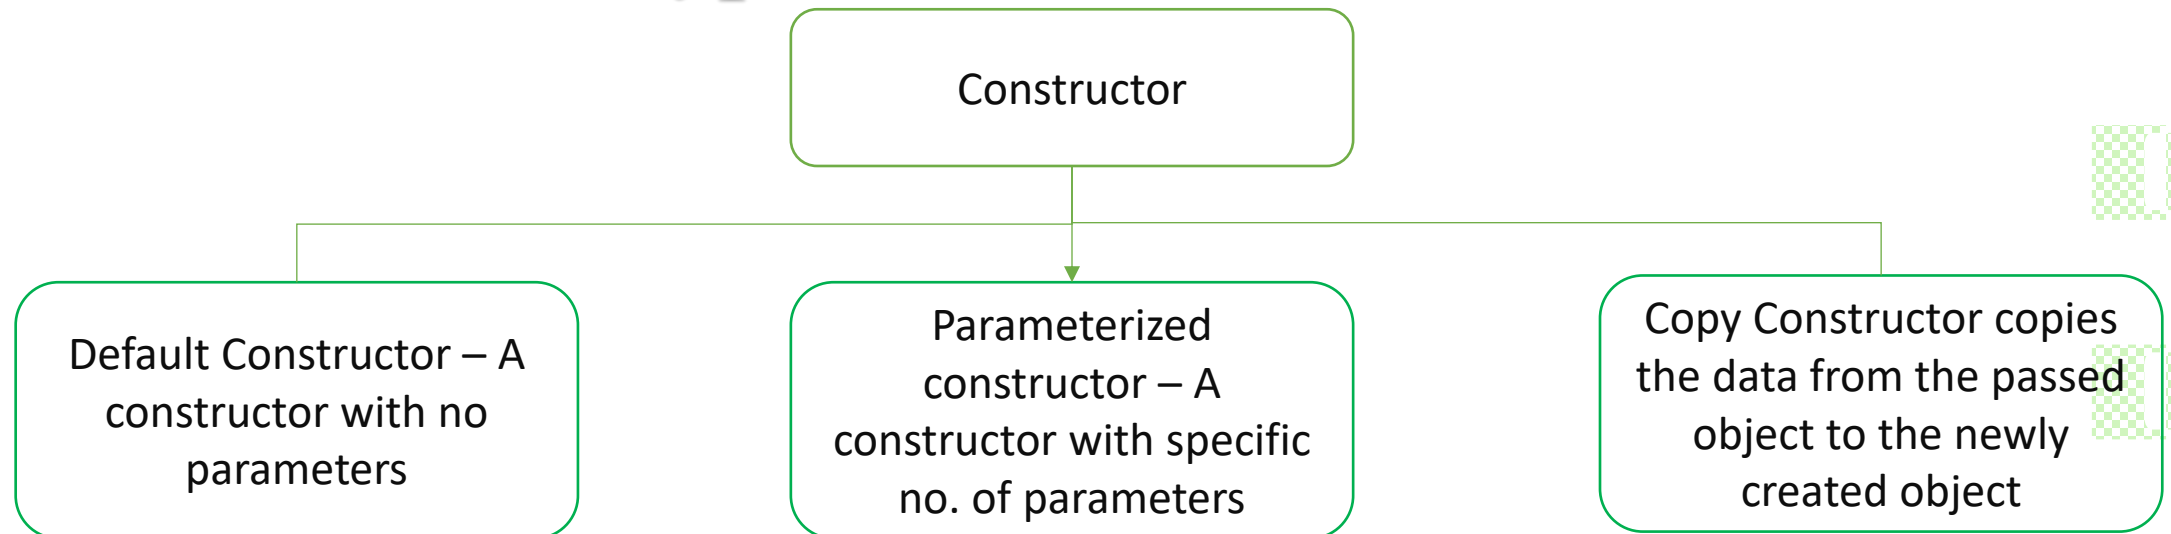 Constructor
Default Constructor – A
constructor with no
parameters
Parameterized
constructor – A
constructor with specific
no. of parameters
Copy Constructor copies
the data from the passed
object to the newly
created object